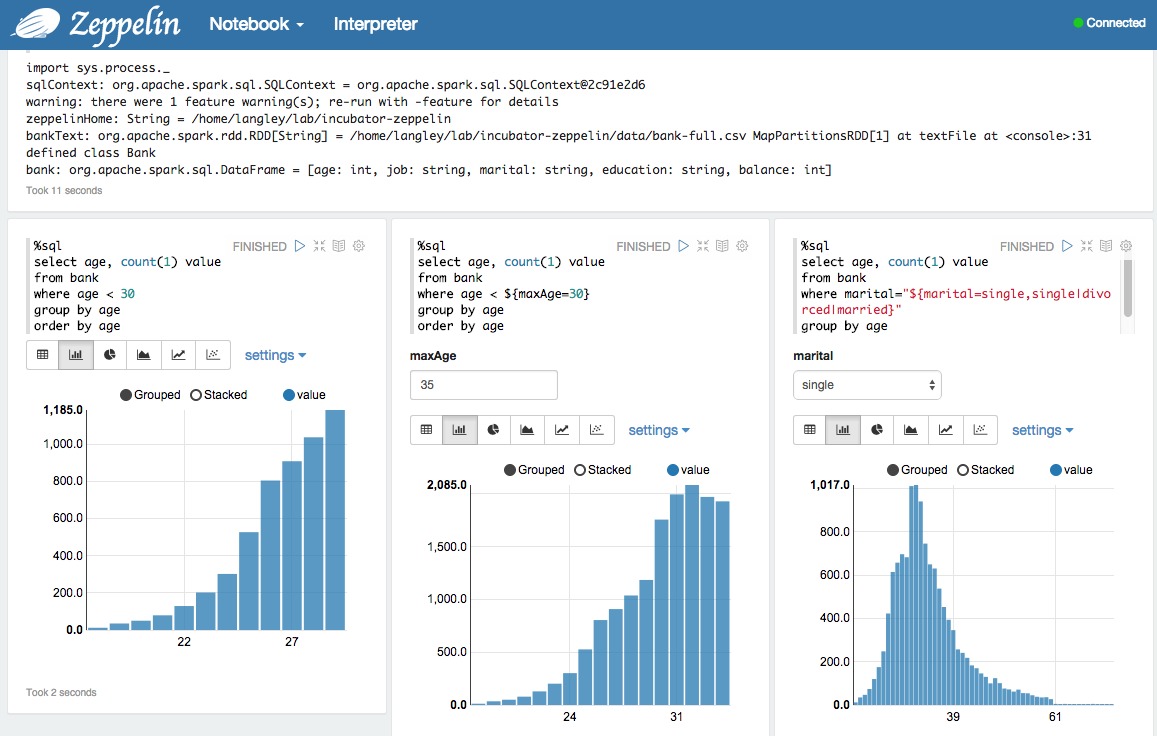 Zeppelin Notebook Interpreter Connected
import sys.process._
sqlContext: org.apache.spark.sql.SQLContext = org.apache.spark.sql.SQLContext@2c91e2d6
warning: there were 1 feature warning(s); re-run with -feature for details
zeppelinHome: String = /home/langley/lab/incubator-zeppelin
bankText: org.apache.spark.rdd.RDD[String] = /home/langley/lab/incubator-zeppelin/data/bank-full.csv MapPartitionsRDD[1] at textFile at <console>:31
defined class Bank
bank: org.apache.spark.sql.DataFrame = [age: int, job: string, marital: string, education: string, balance: int]
Took 11 seconds
%sql FINISHED
select age, count(1) value
from bank
where age < 30
group by age
order by age
settings
Grouped Stacked value
1,185.0
1,000.0
800.0
600.0
400.0
200.0
0.0
22 27
Took 2 seconds
%sql FINISHED
select age, count(1) value
from bank
where age < ${maxAge=30}
group by age
order by age
maxAge
35
settings
Grouped Stacked value
2,085.0
1,500.0
1,000.0
500.0
0.0
24 31
%sql FINISHED
select age, count(1) value
from bank
where marital="${marital=single,single|divo
rced|married}"
group by age
marital
single
settings
Grouped Stacked value
1,017.0
800.0
600.0
400.0
200.0
0.0
39 61